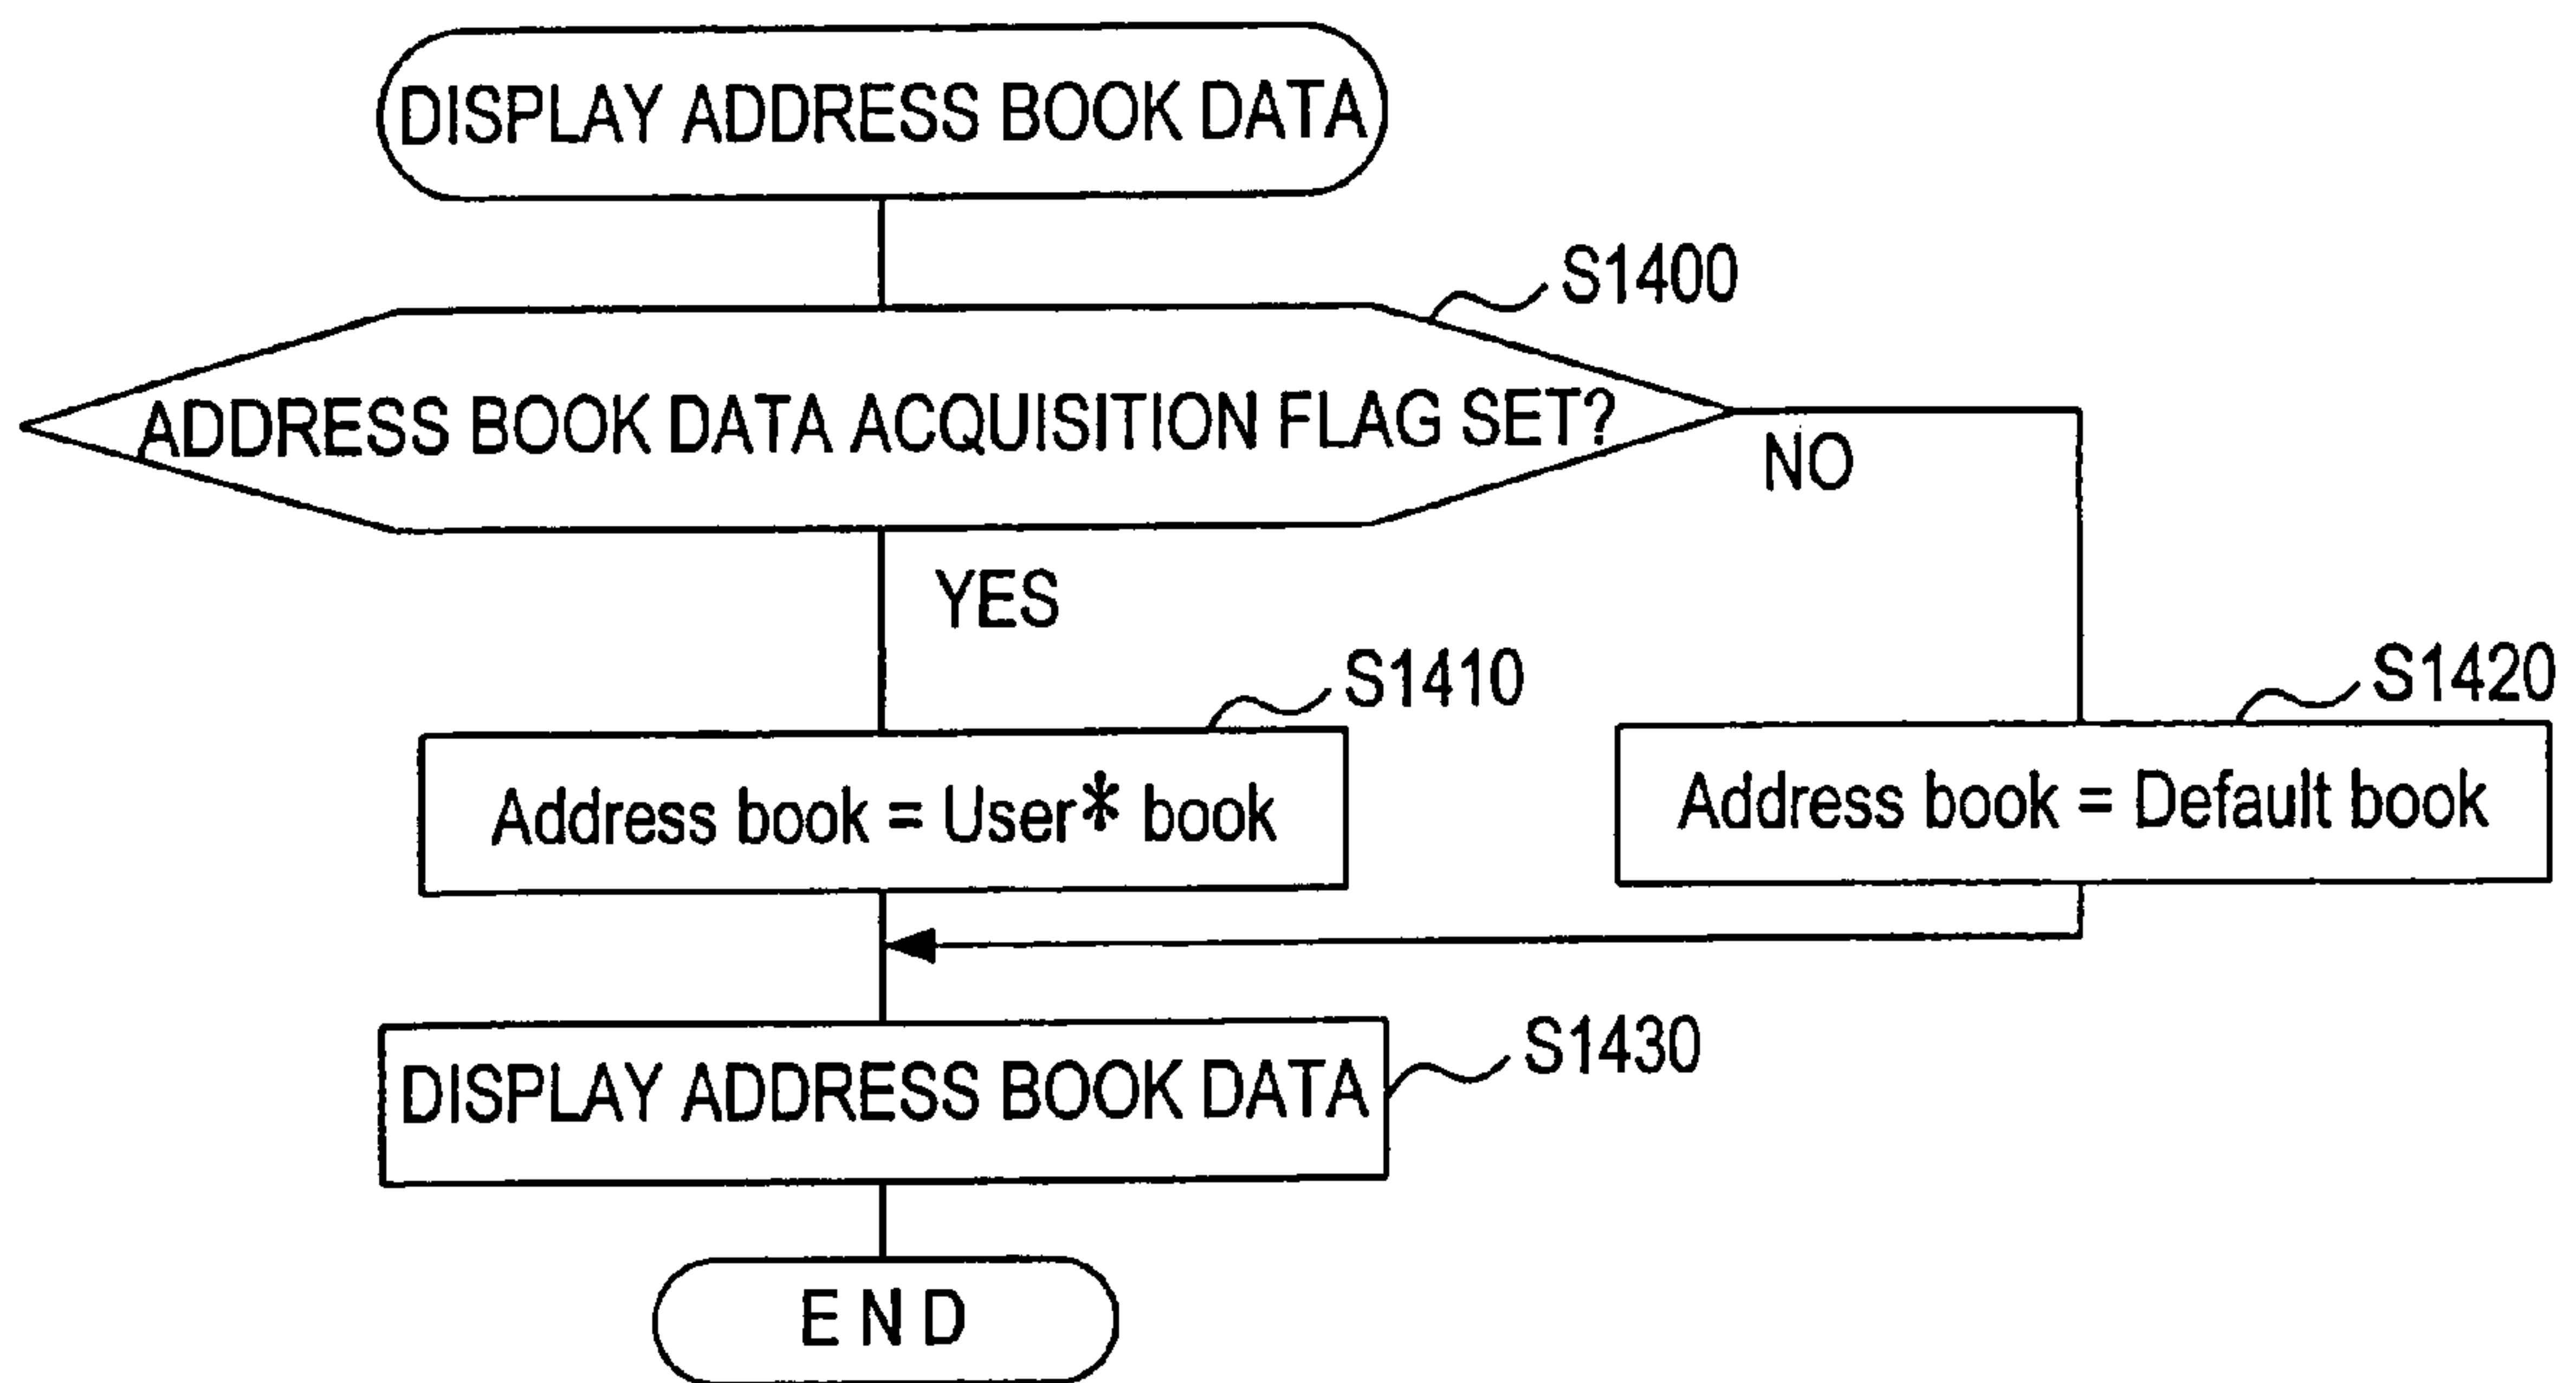 DISPLAY ADDRESS BOOK DATA
S1400
ADDRESS BOOK DATA ACQUISITION FLAG SET?
NO
YES
S1410
S1420
Address book = User* book
Address book = Default book
S1430
DISPLAY ADDRESS BOOK DATA
END